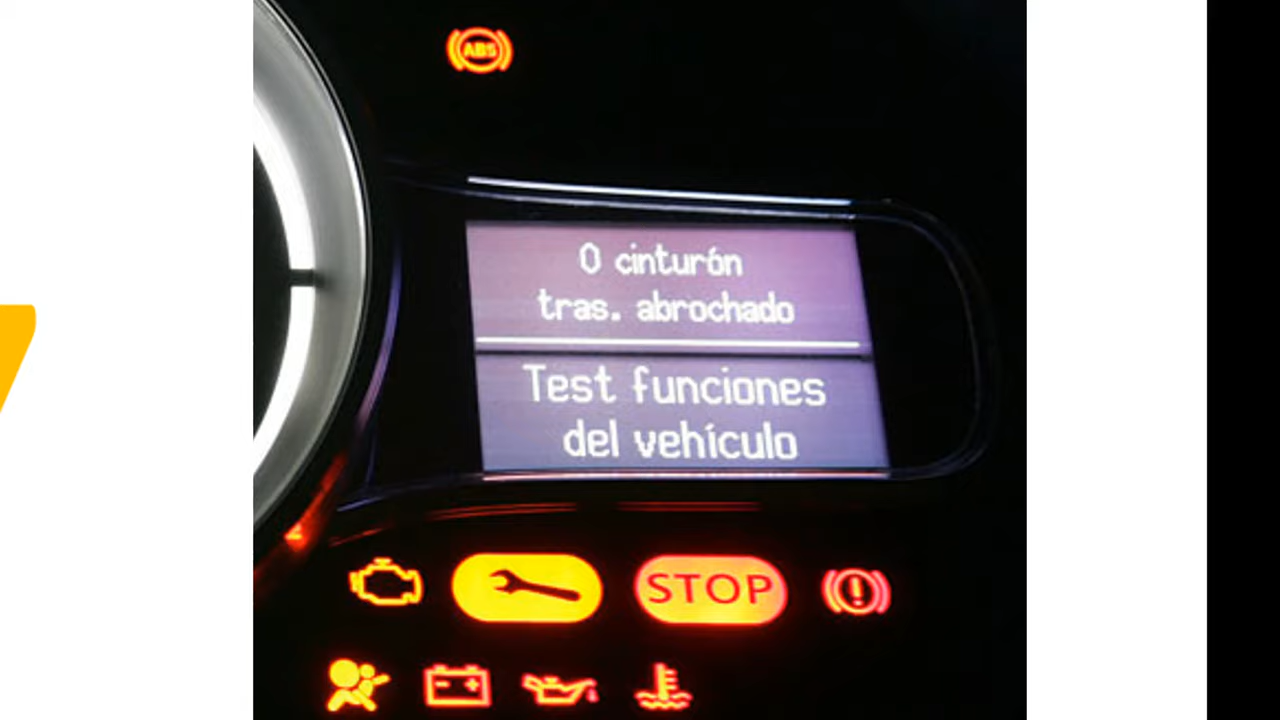 ABS
0 cinturón
tras. abrochado
Test funciones
del vehículo
STOP